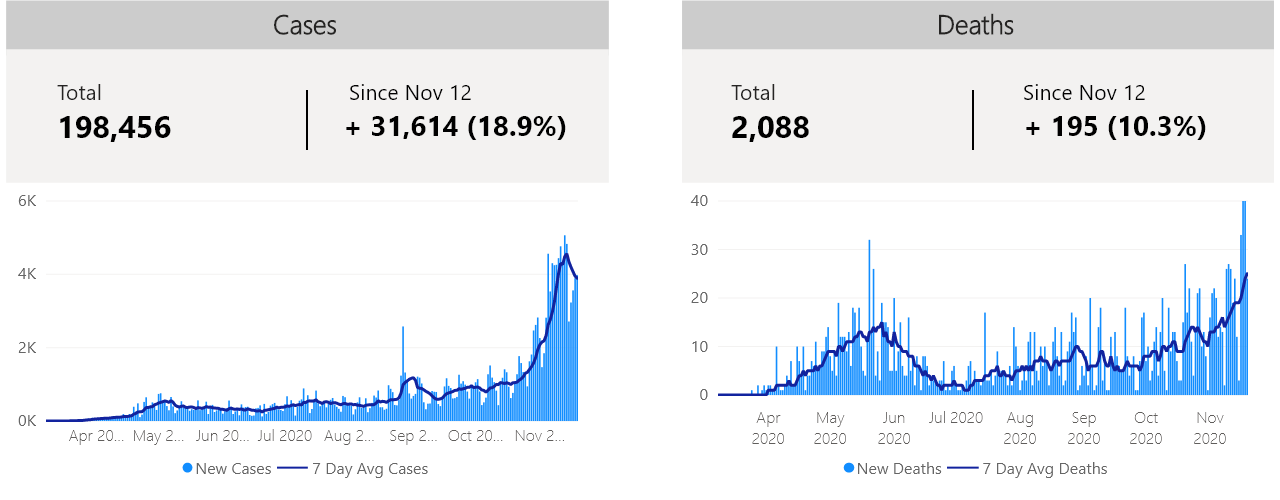 Cases
Total
198,456
Since Nov 12
+ 31,614 (18.9%)
6K
4K
2K
0K
Apr 20... May 2... Jun 20... Jul 2020 Aug 2... Sep 2... Oct 20... Nov 2...
New Cases 7 Day Avg Cases
Deaths
Total
2,088
Since Nov 12
+ 195 (10.3%)
40
30
20
10
0
Apr May Jun Jul 2020 Aug Sep Oct Nov
2020 2020 2020 2020 2020 2020 2020
New Deaths 7 Day Avg Deaths